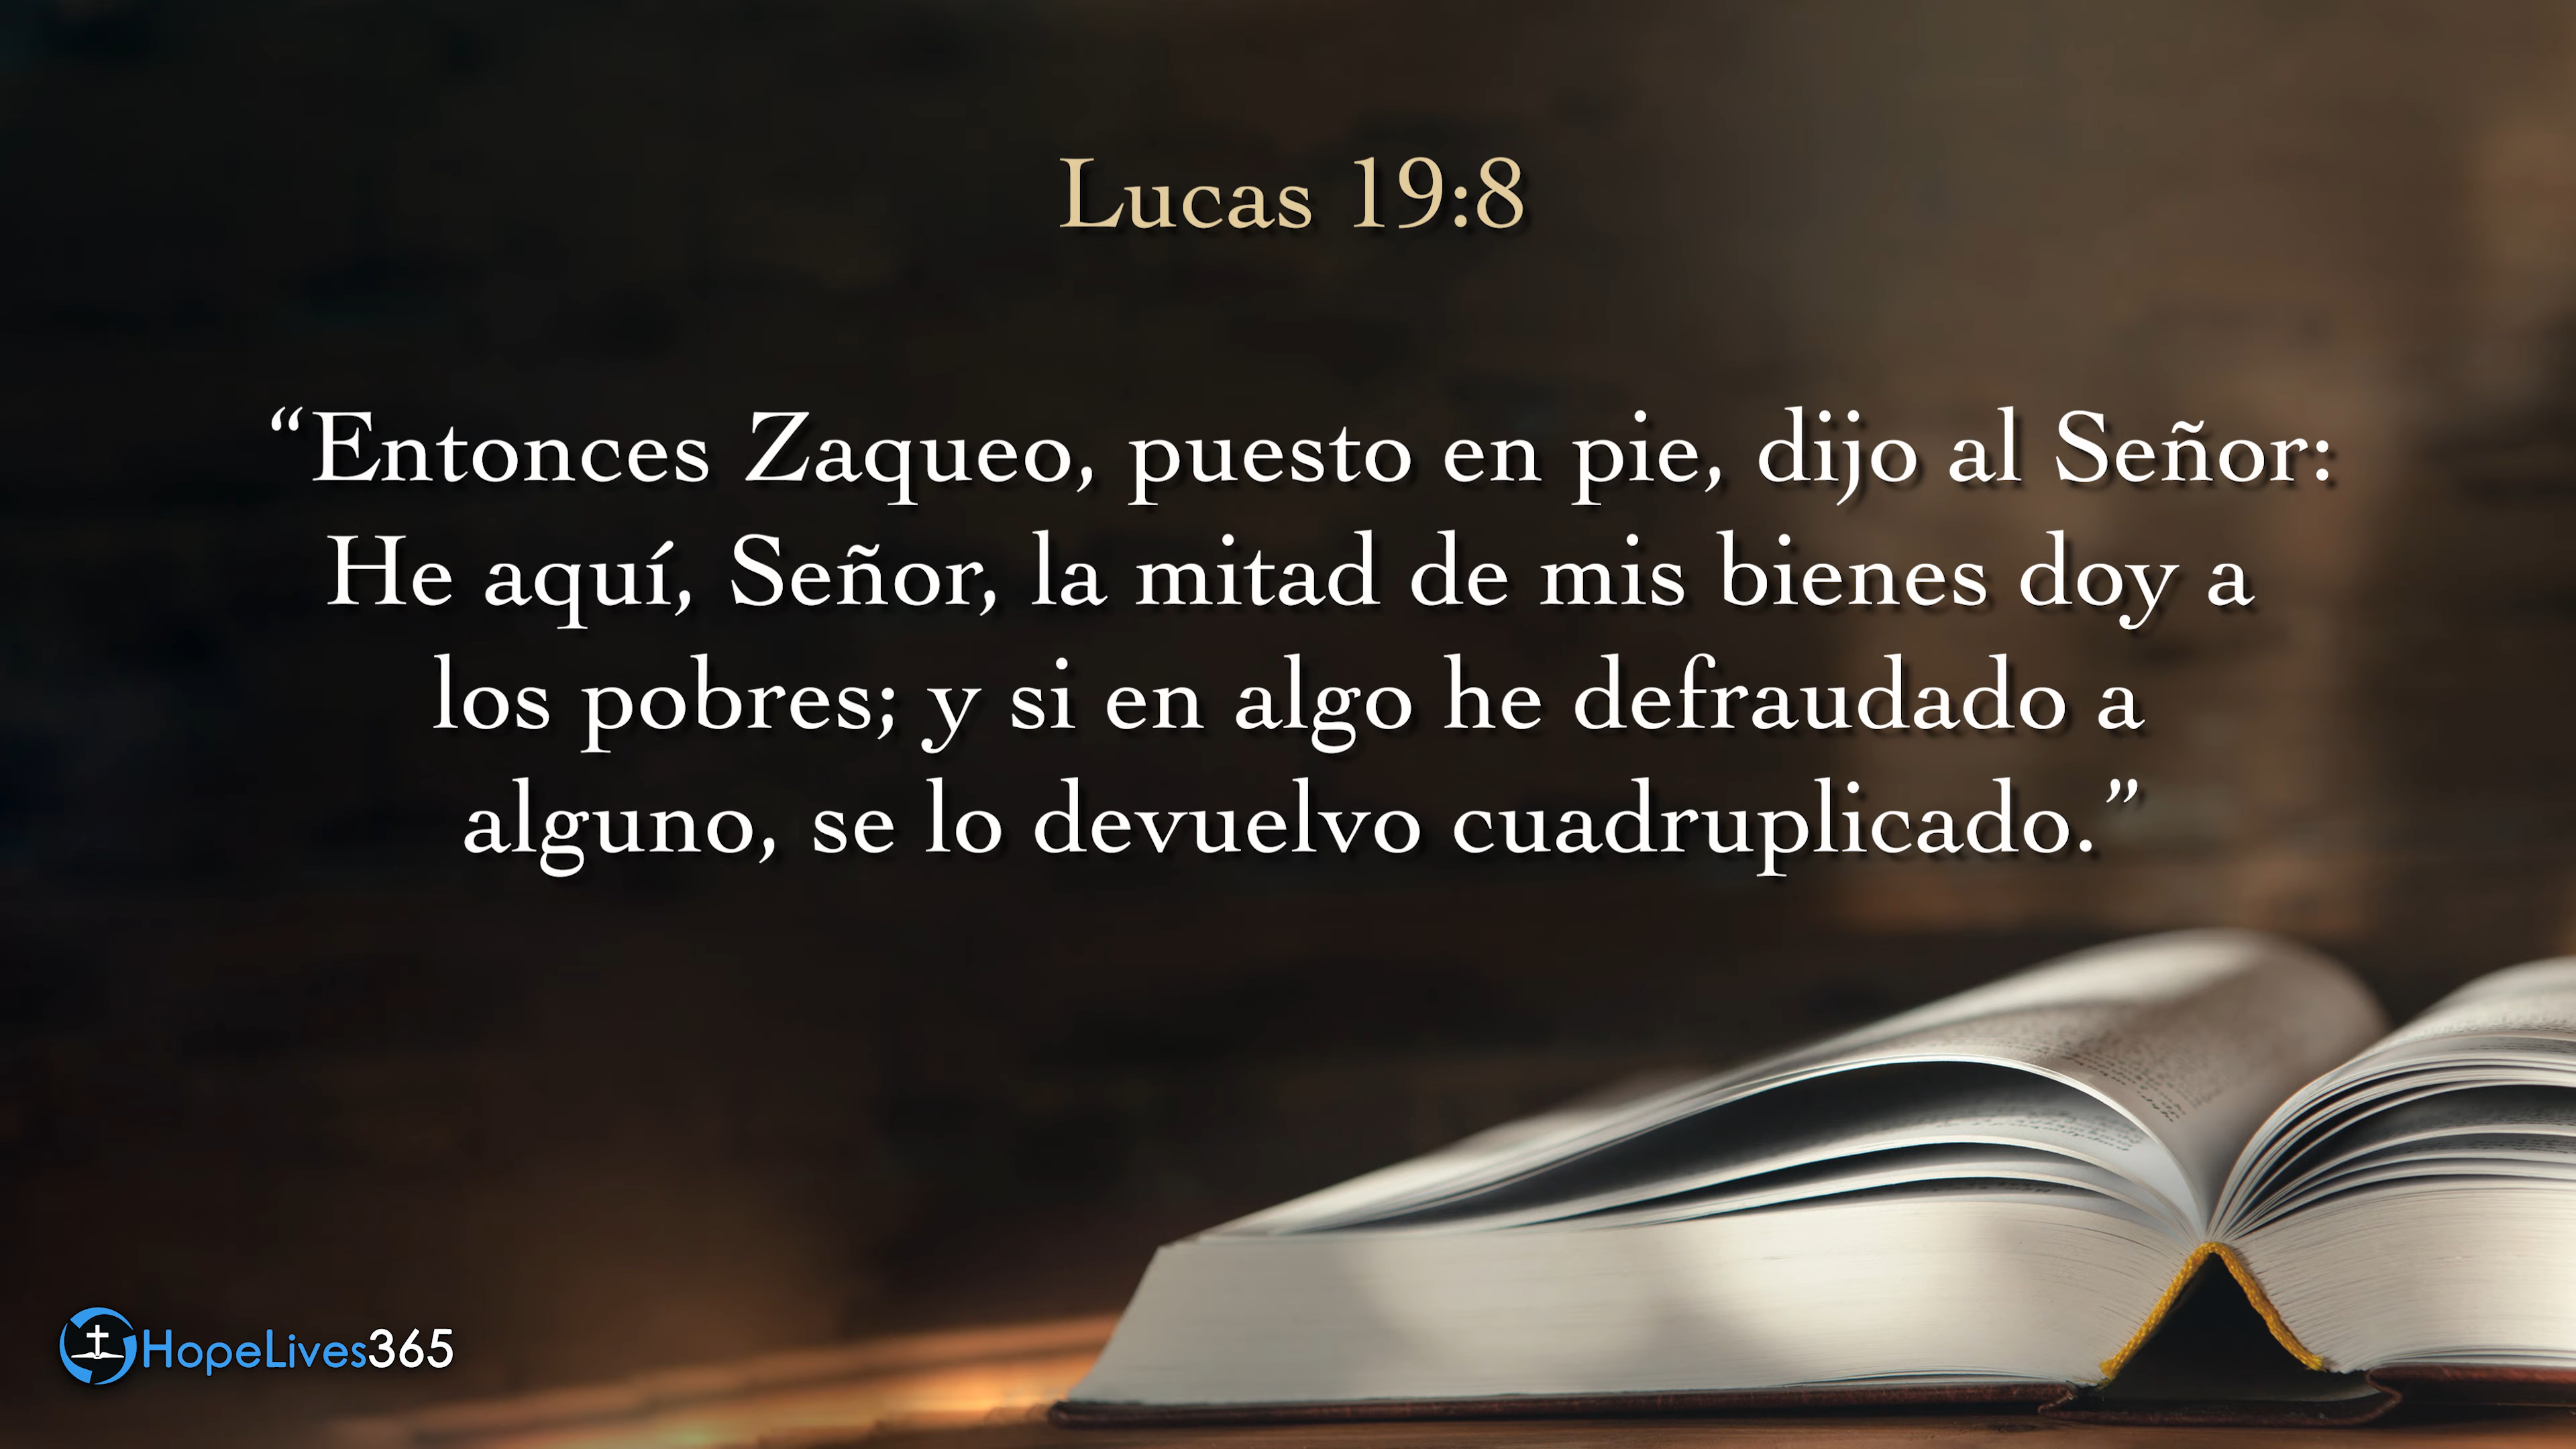 Lucas 19:8
“Entonces Zaqueo, puesto en pie, dijo al Señor:
He aquí, Señor, la mitad de mis bienes doy a
los pobres; y si en algo he defraudado a
alguno, se lo devuelvo cuadruplicado.”
HopeLives365